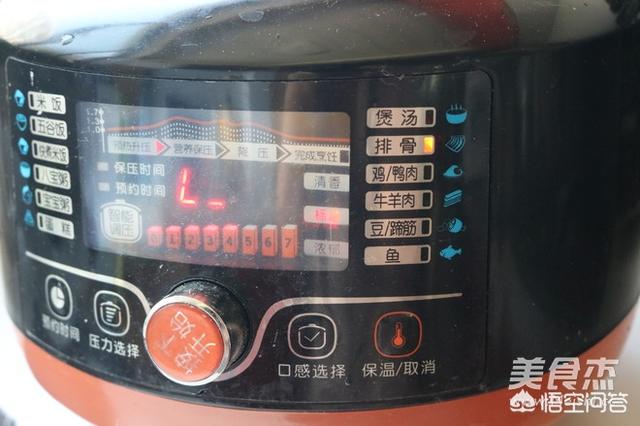 米饭
五谷饭
八宝粥
宝宝粥
蛋糕
1.0
预热升压
营养保压
降压
完成烹饪
保压时间
预约时间
L_
清香
标准
浓郁
智能
调压
0 1 2 3 4 5 6 7
煲汤
排骨
鸡/鸭肉
牛羊肉
豆/蹄筋
鱼
预约时间
压力选择
按下
开始
口感选择
保温/取消
美食杰
悟空问答